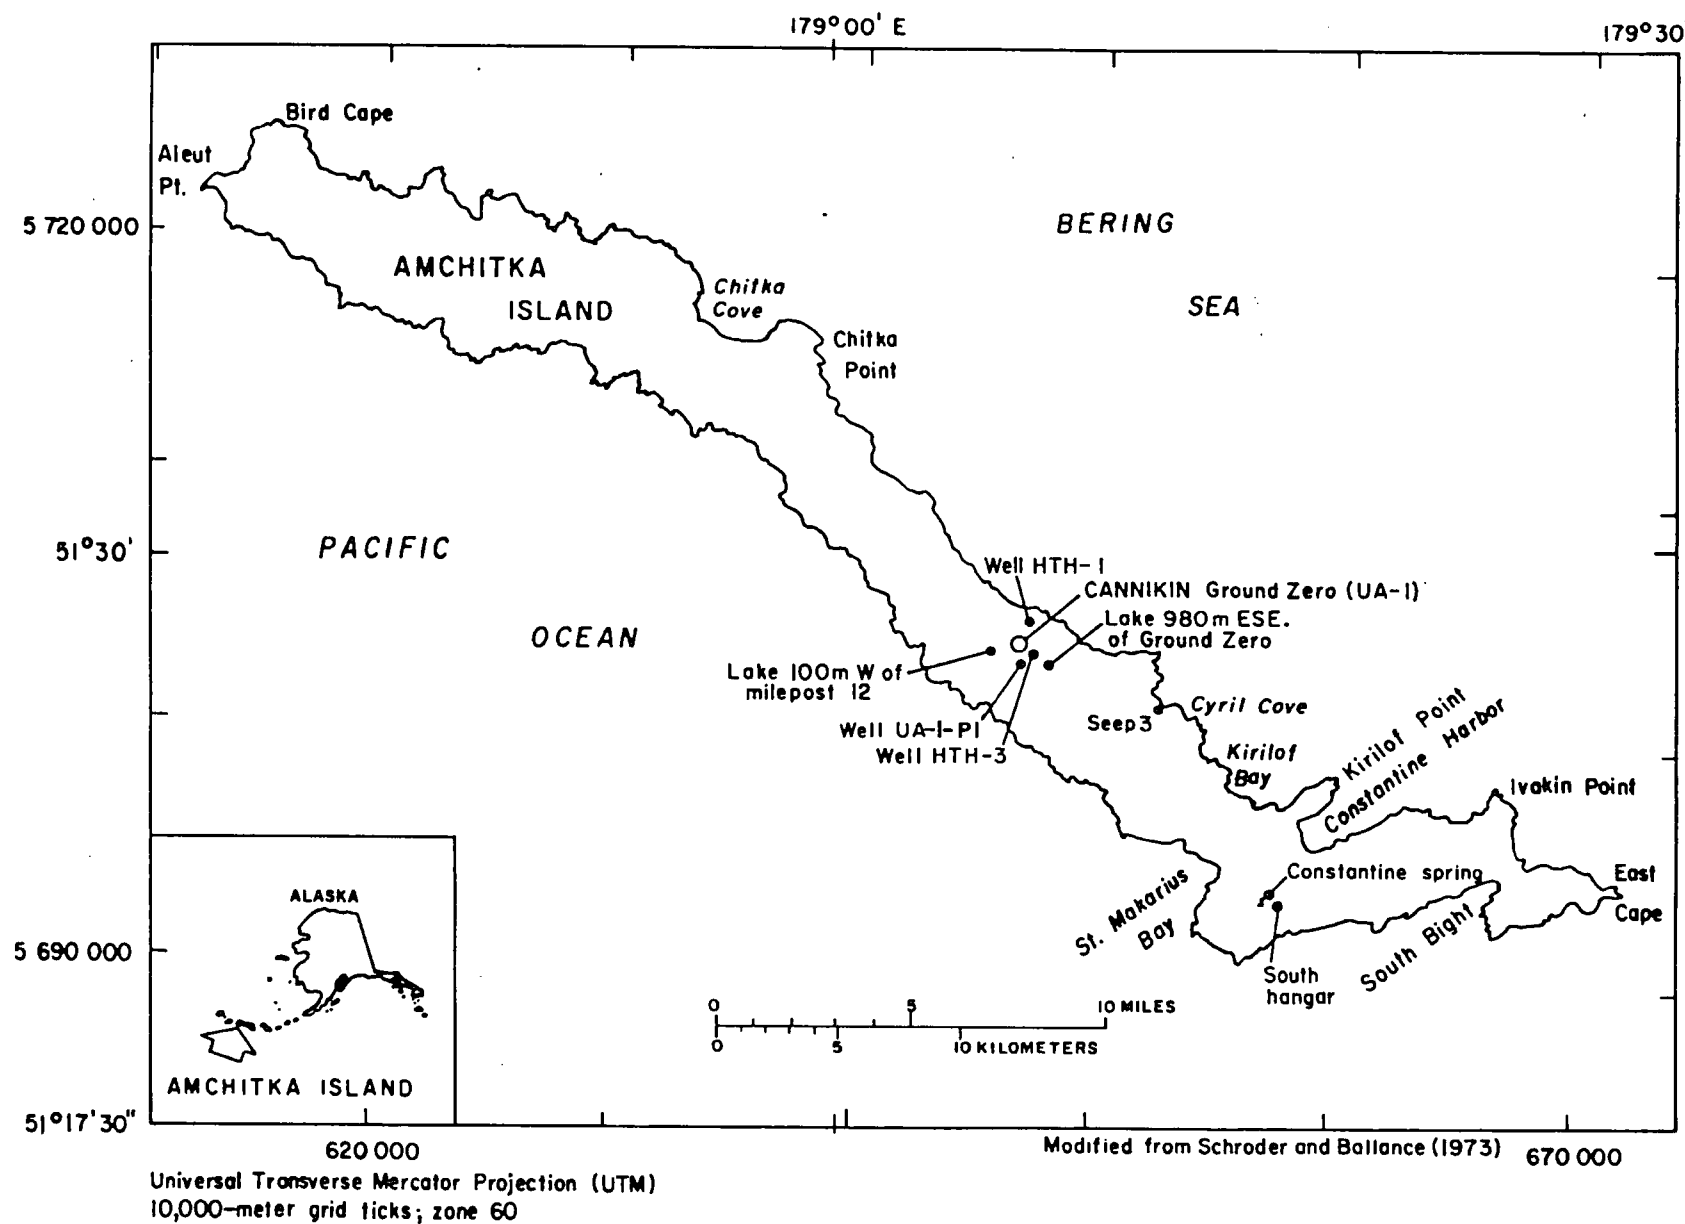 179°00' E
179°30
Bird Cape
Aleut
Pt.
5 720 000
BERING
SEA
AMCHITKA
ISLAND
Chitka
Cove
Chitka
Point
PACIFIC
OCEAN
51°30'
Well HTH-1
CANNIKIN Ground Zero (UA-1)
Lake 980m ESE.
of Ground Zero
Lake 100m W of
milepost 12
Well UA-1-P1
Well HTH-3
Seep 3
Cyril Cove
Kirilof
Bay
Kirilof Point
Constantine Harbor
Ivakin Point
Constantine spring
East
Cape
St. Makarius
Bay
South Bight
South
hangar
5 690 000
ALASKA
AMCHITKA ISLAND
0 5 10 MILES
0 5 10 KILOMETERS
51°17'30"
620 000
Modified from Schroder and Ballance (1973)
670 000
Universal Transverse Mercator Projection (UTM)
10,000-meter grid ticks; zone 60